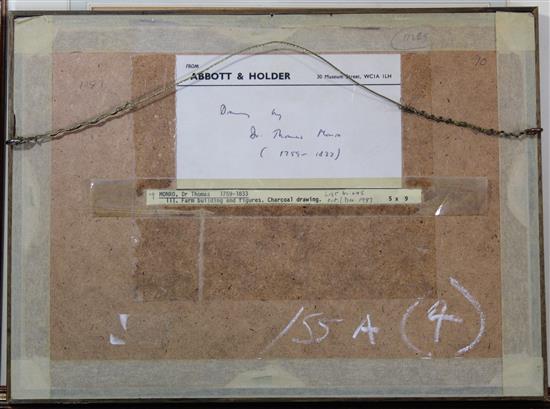 FROM
ABBOTT & HOLDER 30 Museum Street, WC1A 1LH
Drawing by
Dr Thomas Monro
(1759-1833)
MONRO, Dr Thomas 1759-1833
III. Farm building and figures. Charcoal drawing. 5 x 9
155 A (4)